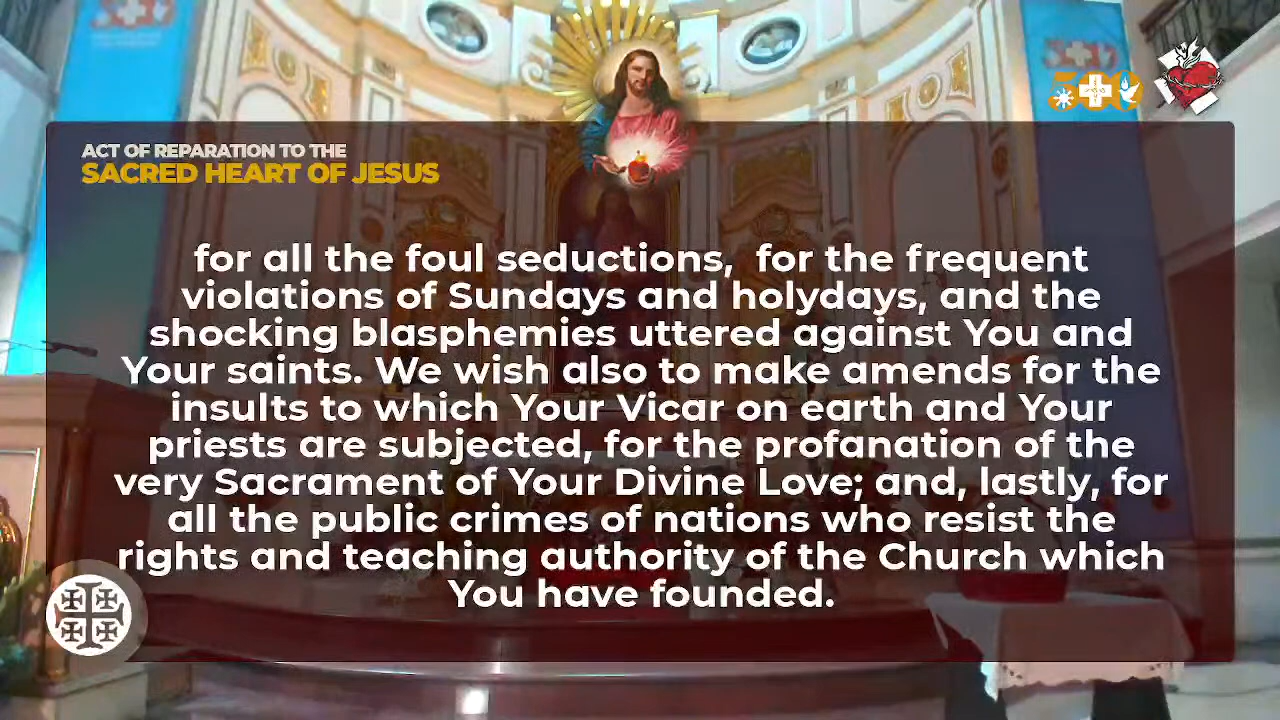 ACT OF REPARATION TO THE
SACRED HEART OF JESUS
for all the foul seductions,  for the frequent
violations of Sundays and holydays, and the
shocking blasphemies uttered against You and
Your saints. We wish also to make amends for the
insults to which Your Vicar on earth and Your
priests are subjected, for the profanation of the
very Sacrament of Your Divine Love; and, lastly, for
all the public crimes of nations who resist the
rights and teaching authority of the Church which
You have founded.
500